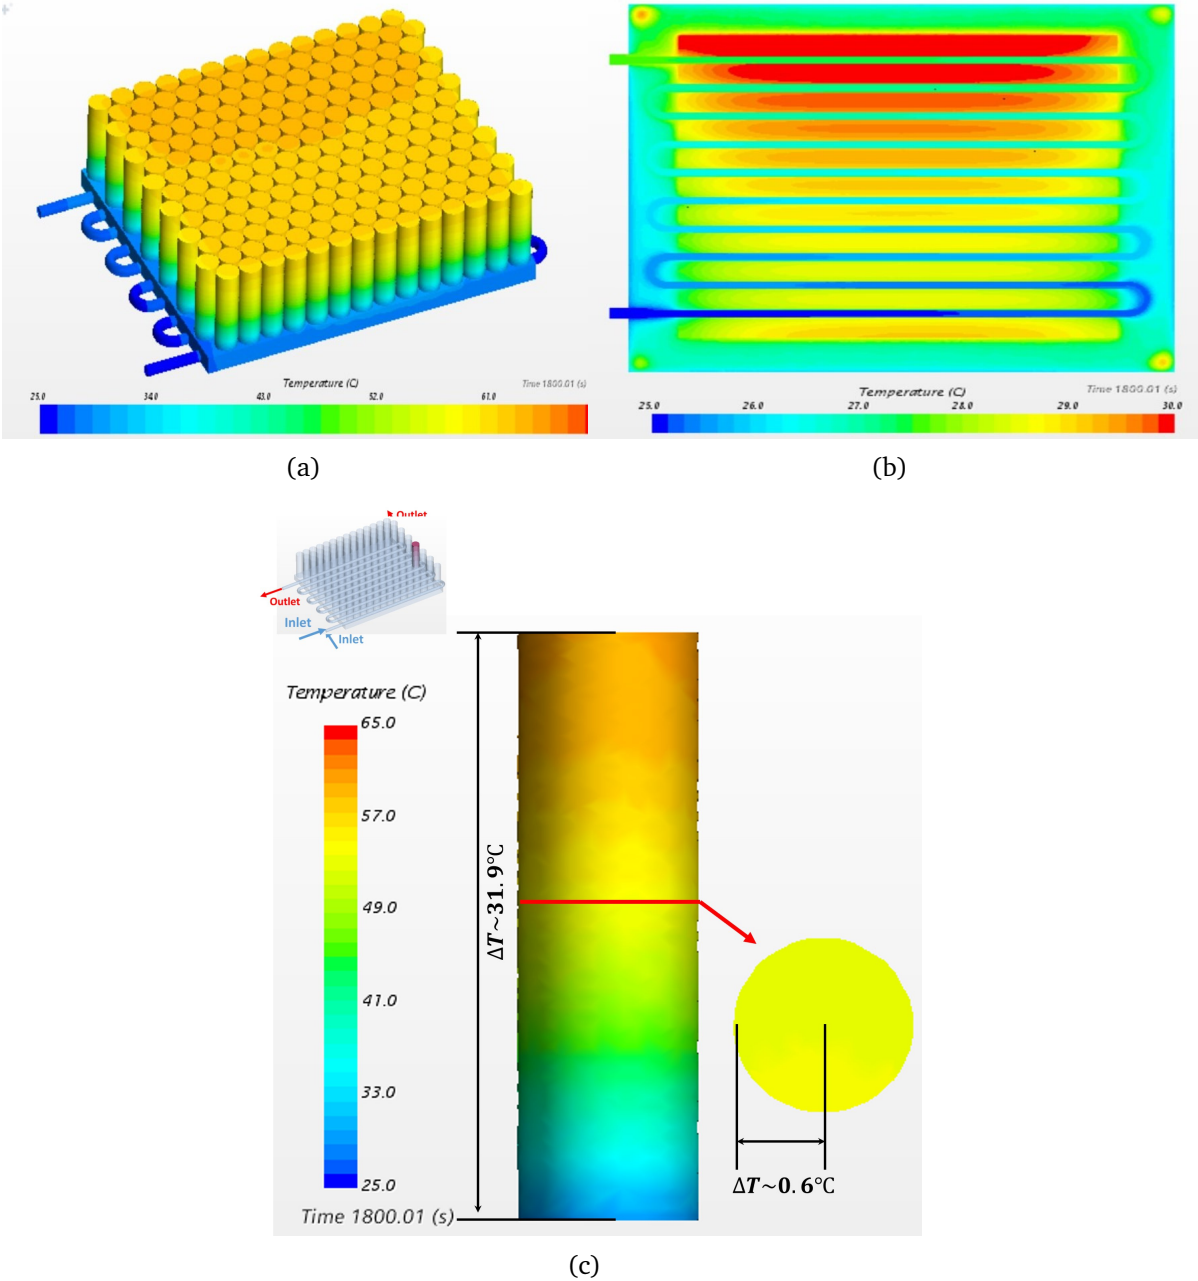 Temperature (C)
Time 1800.01 (s)
25.0 34.0 43.0 52.0 61.0
(a)
Temperature (C)
Time 1800.01 (s)
25.0 26.0 27.0 28.0 29.0 30.0
(b)
Outlet
Outlet
Inlet
Inlet
Temperature (C)
65.0
57.0
49.0
41.0
33.0
25.0
Time 1800.01 (s)
ΔT~31.9°C
ΔT~0.6°C
(c)